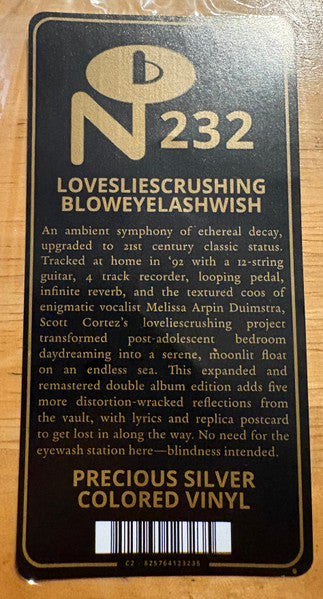 N 232
LOVESLIESCRUSHING
BLOWEYELASHWISH
An ambient symphony of ethereal decay,
upgraded to 21st century classic status.
Tracked at home in '92 with a 12-string
guitar, 4 track recorder, looping pedal,
infinite reverb, and the textured coos of
enigmatic vocalist Melissa Arpin Duimstra,
Scott Cortez's lovesliescrushing project
transformed post-adolescent bedroom
daydreaming into a serene, moonlit float
on an endless sea. This expanded and
remastered double album edition adds five
more distortion-wracked reflections from
the vault, with lyrics and replica postcard
to get lost in along the way. No need for the
eyewash station here—blindness intended.
PRECIOUS SILVER
COLORED VINYL
C2 · 825764123235